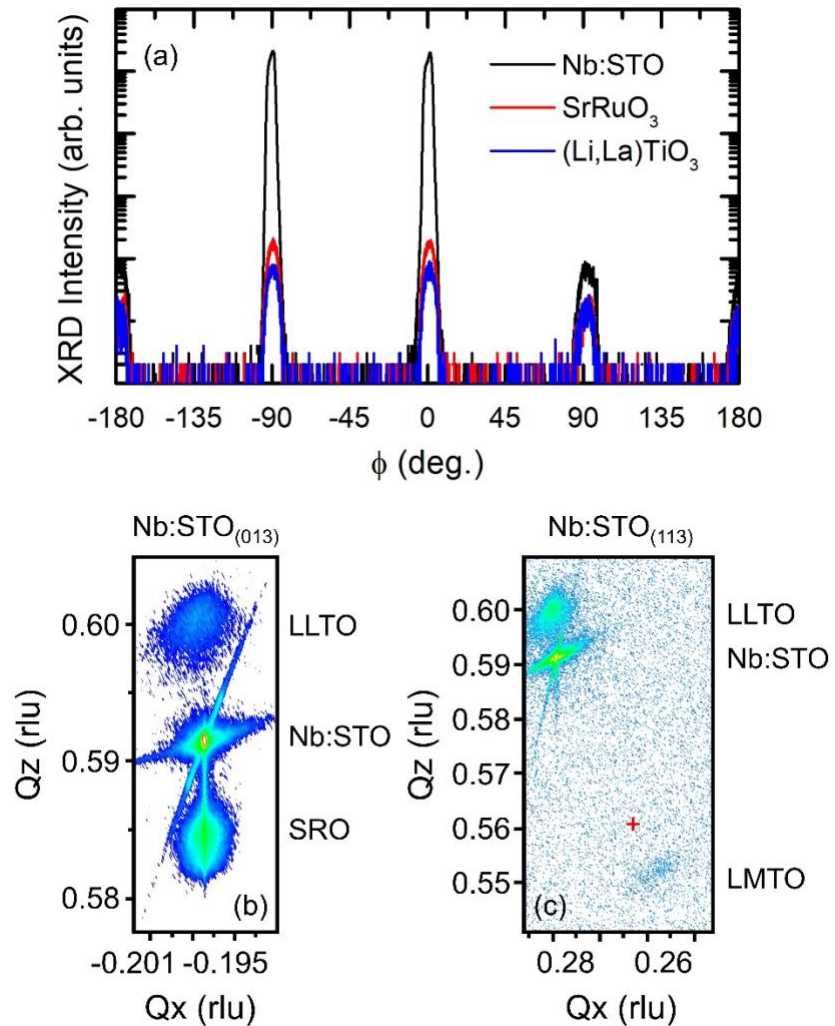 (a)
Nb:STO
SrRuO₃
(Li,La)TiO₃
XRD Intensity (arb. units)
-180 -135 -90 -45 0 45 90 135 180
ϕ (deg.)
Nb:STO₍₀₁₃₎
0.60
0.59
0.58
Qz (rlu)
LLTO
Nb:STO
SRO
(b)
-0.201 -0.195
Qx (rlu)
Nb:STO₍₁₁₃₎
0.60
0.59
0.58
0.57
0.56
0.55
Qz (rlu)
LLTO
Nb:STO
LMTO
(c)
0.28 0.26
Qx (rlu)